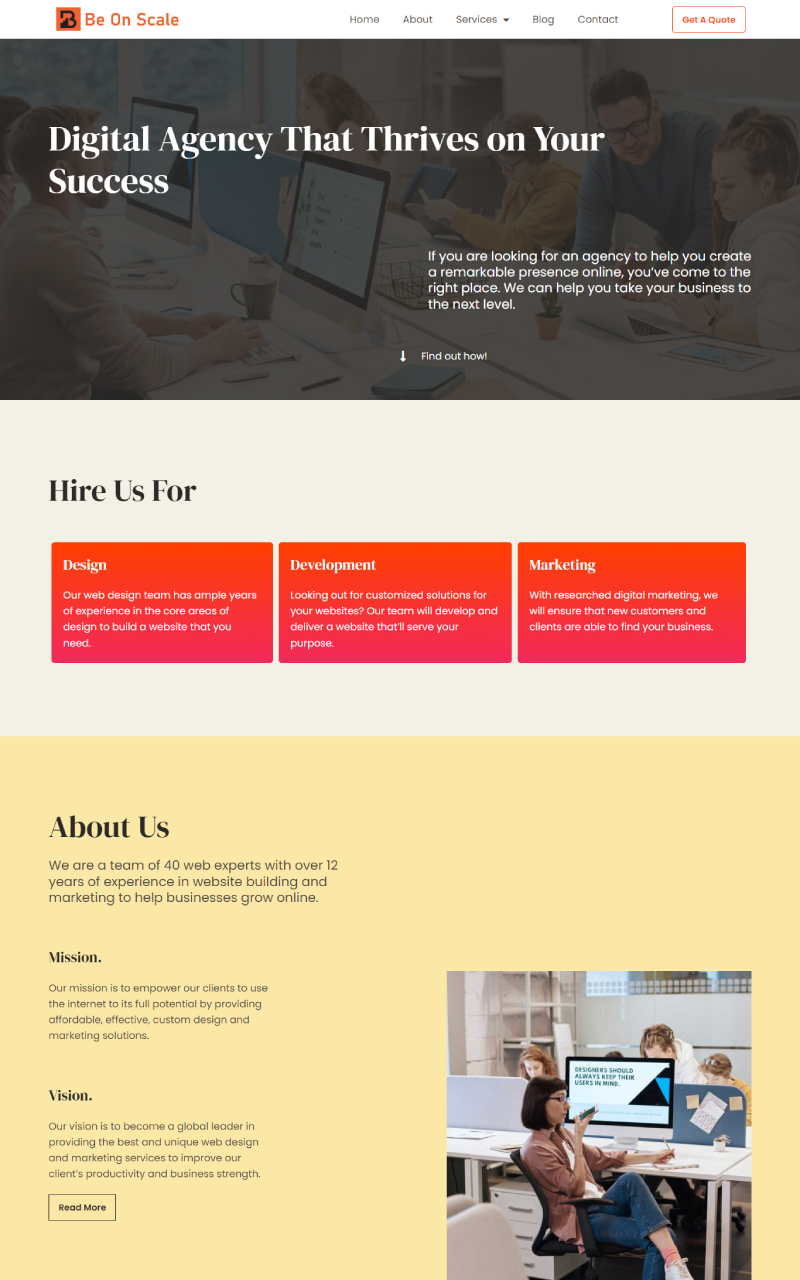 Be On Scale
Home About Services Blog Contact Get A Quote
Digital Agency That Thrives on Your
Success
If you are looking for an agency to help you create
a remarkable presence online, you've come to the
right place. We can help you take your business to
the next level.
Find out how!
Hire Us For
Design
Our web design team has ample years
of experience in the core areas of
design to build a website that you
need.
Development
Looking out for customized solutions for
your websites? Our team will develop and
deliver a website that'll serve your
purpose.
Marketing
With researched digital marketing, we
will ensure that new customers and
clients are able to find your business.
About Us
We are a team of 40 web experts with over 12
years of experience in website building and
marketing to help businesses grow online.
Mission.
Our mission is to empower our clients to use
the internet to its full potential by providing
affordable, effective, custom design and
marketing solutions.
Vision.
Our vision is to become a global leader in
providing the best and unique web design
and marketing services to improve our
client's productivity and business strength.
Read More
DESIGNERS SHOULD
ALWAYS KEEP THEIR
USERS IN MIND.